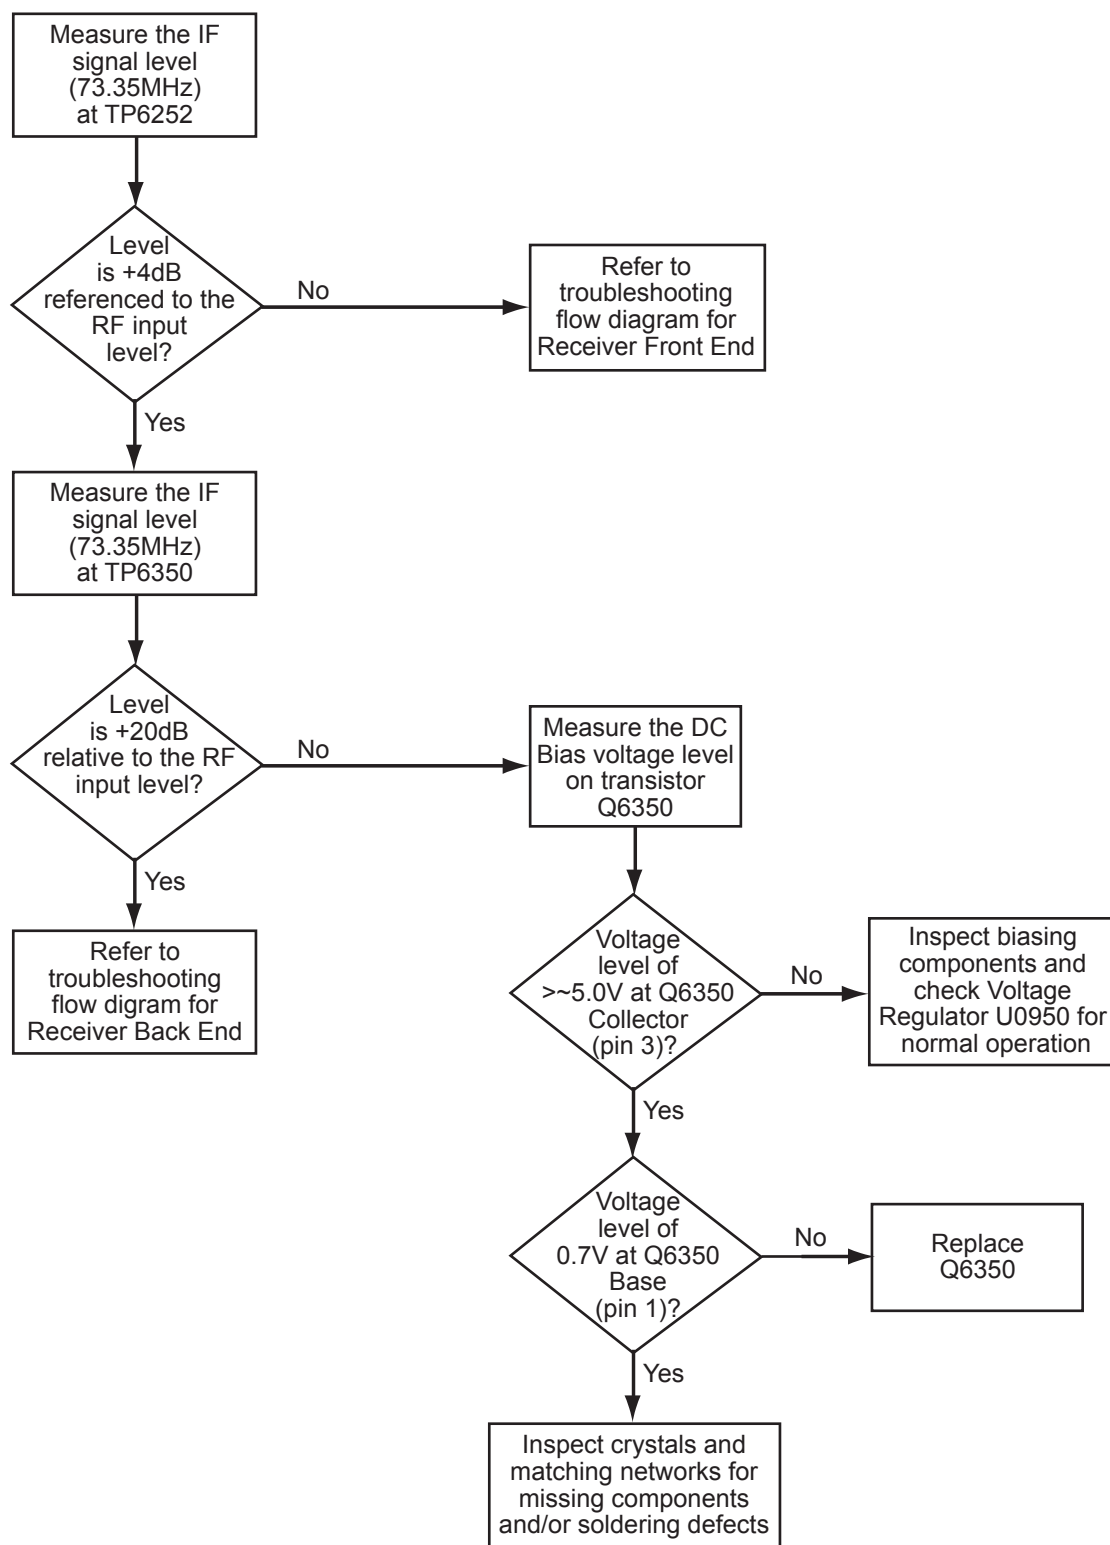 Measure the IF
signal level
(73.35MHz)
at TP6252
Level
is +4dB
referenced to the
RF input
level?
No
Refer to
troubleshooting
flow diagram for
Receiver Front End
Yes
Measure the IF
signal level
(73.35MHz)
at TP6350
Level
is +20dB
relative to the RF
input level?
No
Measure the DC
Bias voltage level
on transistor
Q6350
Yes
Refer to
troubleshooting
flow digram for
Receiver Back End
Voltage
level of
>~5.0V at Q6350
Collector
(pin 3)?
No
Inspect biasing
components and
check Voltage
Regulator U0950 for
normal operation
Yes
Voltage
level of
0.7V at Q6350
Base
(pin 1)?
No
Replace
Q6350
Yes
Inspect crystals and
matching networks for
missing components
and/or soldering defects